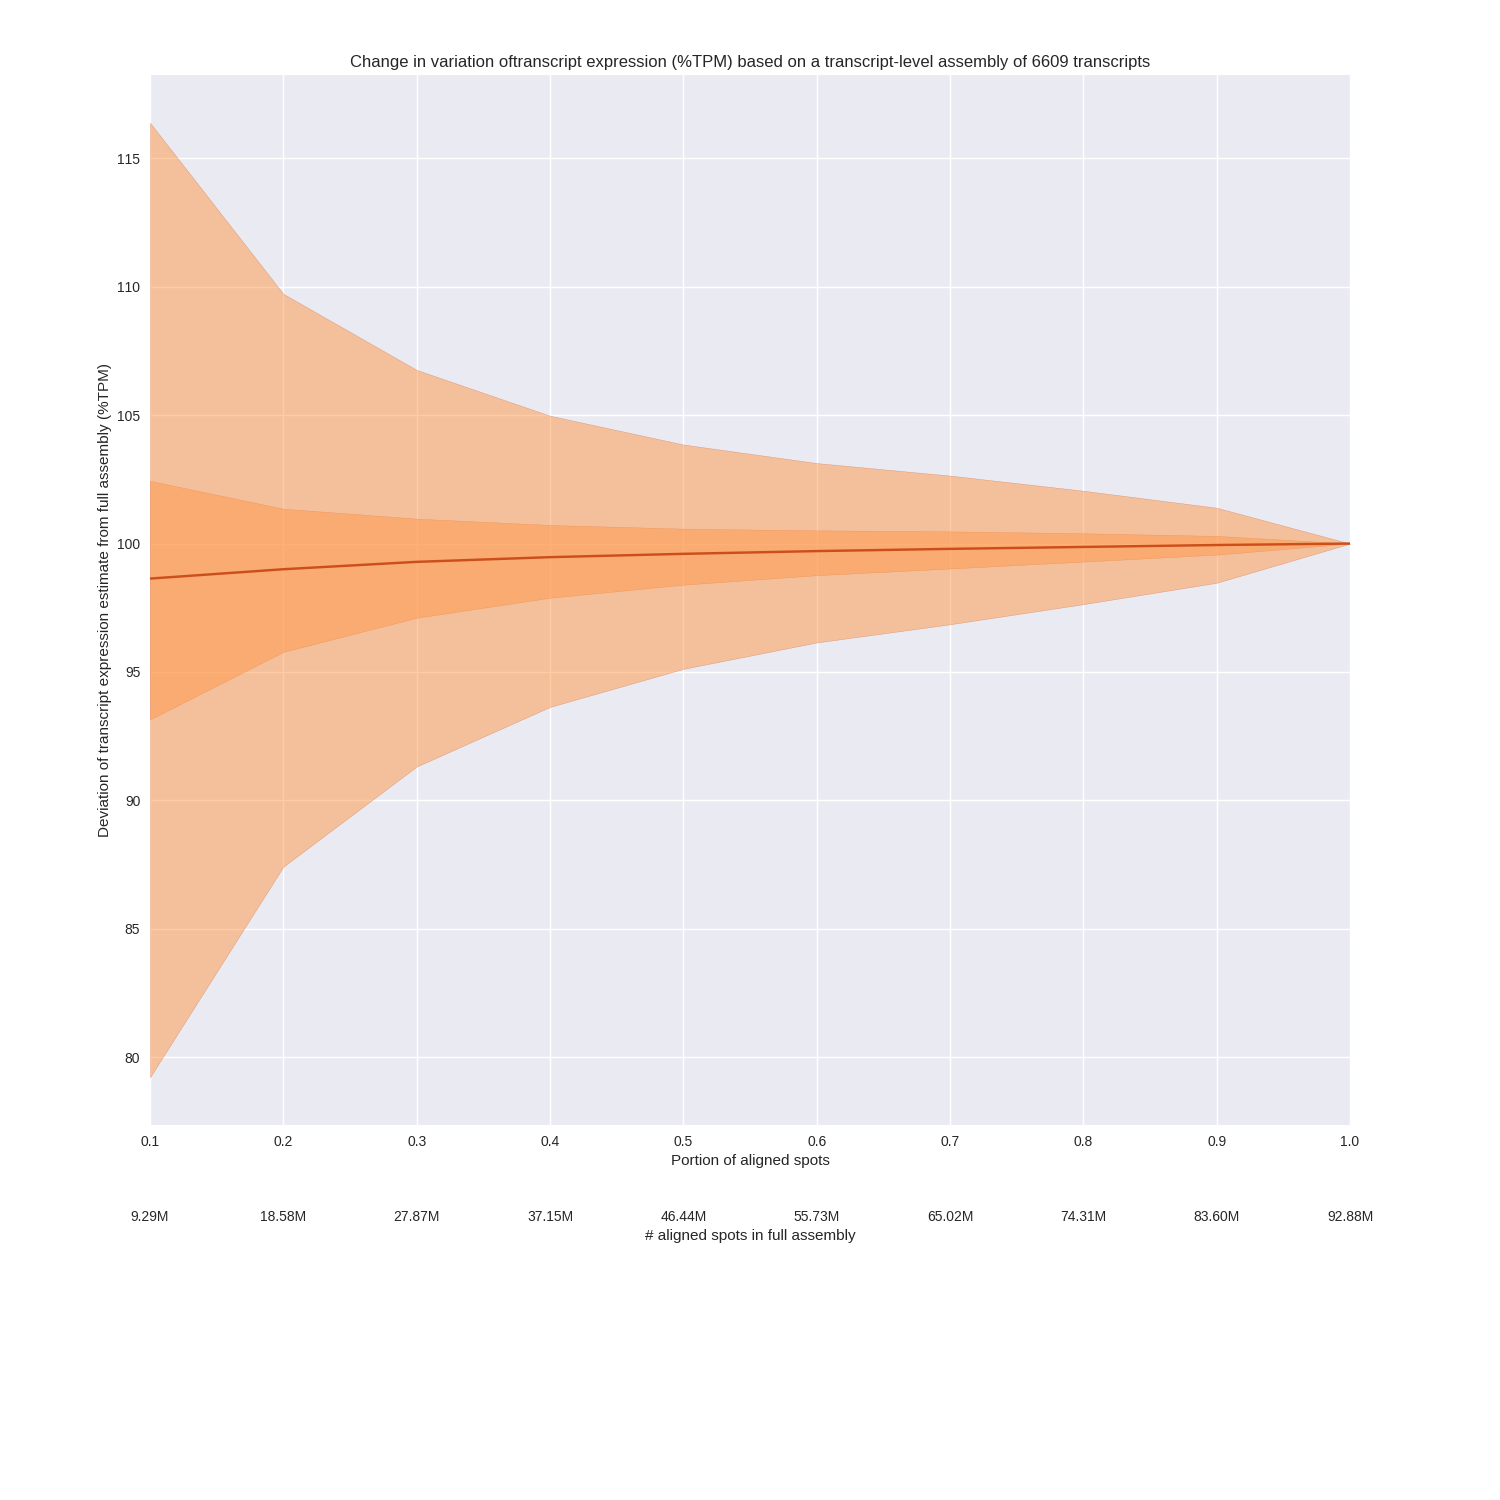 Change in variation oftranscript expression (%TPM) based on a transcript-level assembly of 6609 transcripts
Deviation of transcript expression estimate from full assembly (%TPM)
115
110
105
100
95
90
85
80
0.1 0.2 0.3 0.4 0.5 0.6 0.7 0.8 0.9 1.0
Portion of aligned spots
9.29M 18.58M 27.87M 37.15M 46.44M 55.73M 65.02M 74.31M 83.60M 92.88M
# aligned spots in full assembly